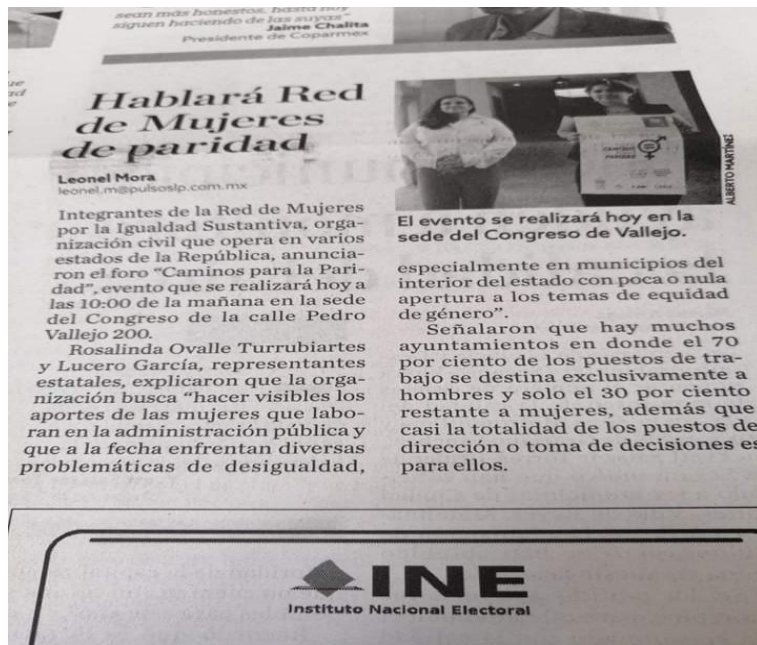 sean más honestos, hasta hoy
siguen haciendo de las suyas"
Jaime Chalita
Presidente de Coparmex
Hablará Red
de Mujeres
de paridad
Leonel Mora
leonel.m@pulsoslp.com.mx
Integrantes de la Red de Mujeres
por la Igualdad Sustantiva, orga-
nización civil que opera en varios
estados de la República, anuncia-
ron el foro "Caminos para la Pari-
dad", evento que se realizará hoy a
las 10:00 de la mañana en la sede
del Congreso de la calle Pedro
Vallejo 200.
Rosalinda Ovalle Turrubiartes
y Lucero García, representantes
estatales, explicaron que la orga-
nización busca "hacer visibles los
aportes de las mujeres que labo-
ran en la administración pública y
que a la fecha enfrentan diversas
problemáticas de desigualdad,
ALBERTO MARTÍNEZ
El evento se realizará hoy en la
sede del Congreso de Vallejo.
especialmente en municipios del
interior del estado con poca o nula
apertura a los temas de equidad
de género".
Señalaron que hay muchos
ayuntamientos en donde el 70
por ciento de los puestos de tra-
bajo se destina exclusivamente a
hombres y solo el 30 por ciento
restante a mujeres, además que
casi la totalidad de los puestos de
dirección o toma de decisiones es
para ellos.
INE
Instituto Nacional Electoral